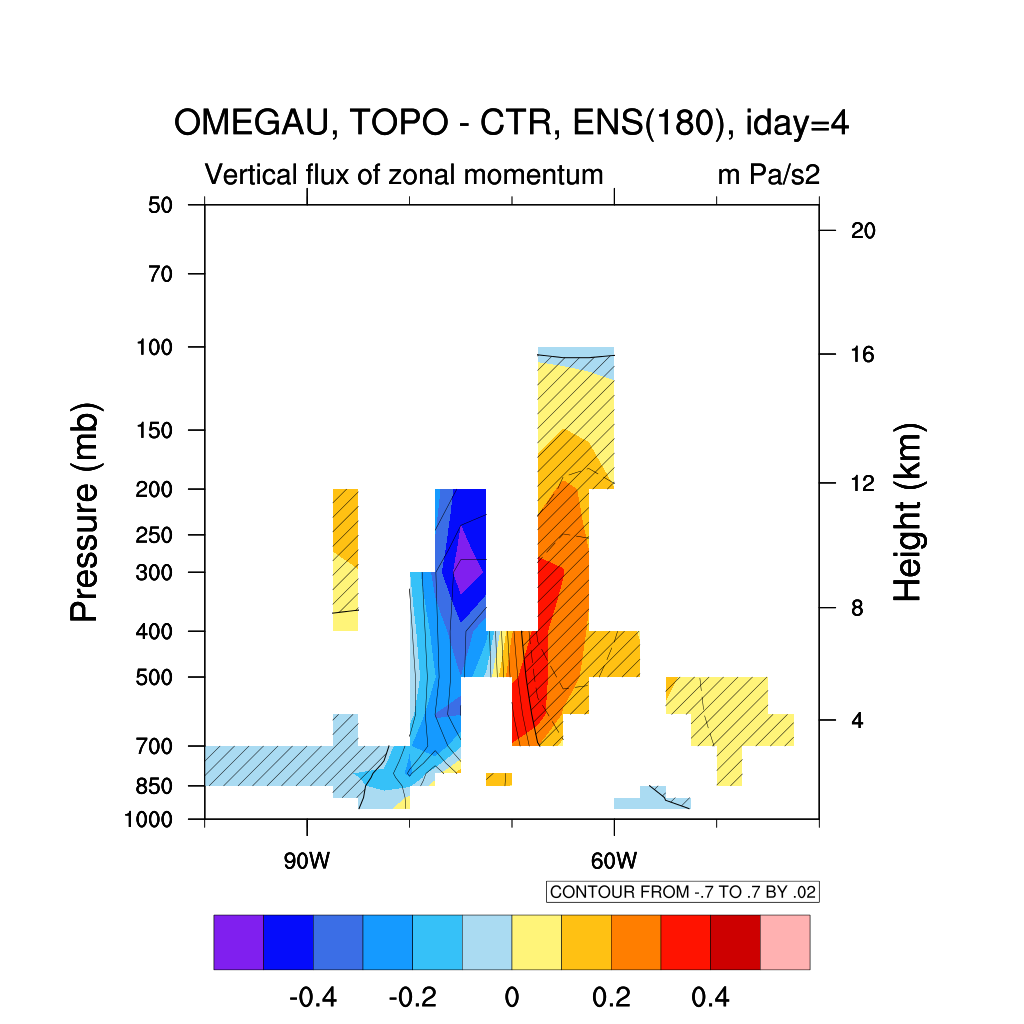 OMEGAU, TOPO - CTR, ENS(180), iday=4
Vertical flux of zonal momentum m Pa/s2
50
70
100
150
200
250
300
400
500
700
850
1000
Pressure (mb)
20
16
12
8
4
Height (km)
90W 60W
CONTOUR FROM -.7 TO .7 BY .02
-0.4 -0.2 0 0.2 0.4